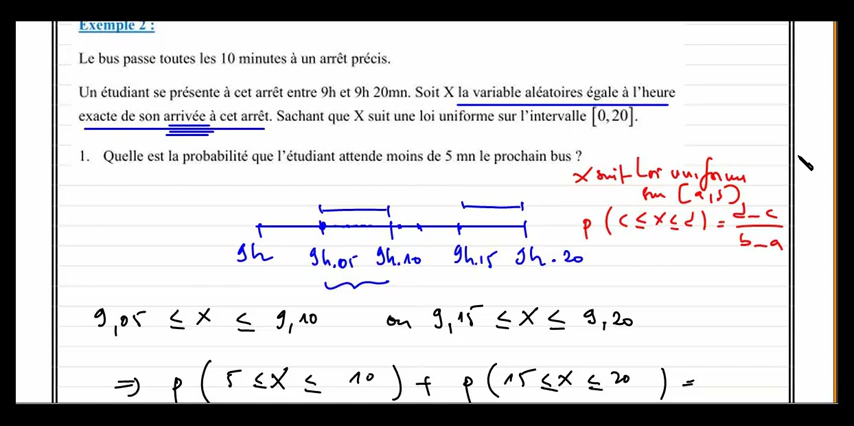 Exemple 2 :
Le bus passe toutes les 10 minutes à un arrêt précis.
Un étudiant se présente à cet arrêt entre 9h et 9h 20mn. Soit X la variable aléatoires égale à l'heure
exacte de son arrivée à cet arrêt. Sachant que X suit une loi uniforme sur l'intervalle [0,20].
1. Quelle est la probabilité que l'étudiant attende moins de 5 mn le prochain bus ?
X suit Loi uniforme
sur [a,b]
P (c ≤ X ≤ d) = d-c / b-a
9h 9h.05 9h.10 9h.15 9h.20
9,05 ≤ X ≤ 9,10 ou 9,15 ≤ X ≤ 9,20
⇒ P ( 5 ≤ X ≤ 10 ) + P ( 15 ≤ X ≤ 20 ) =